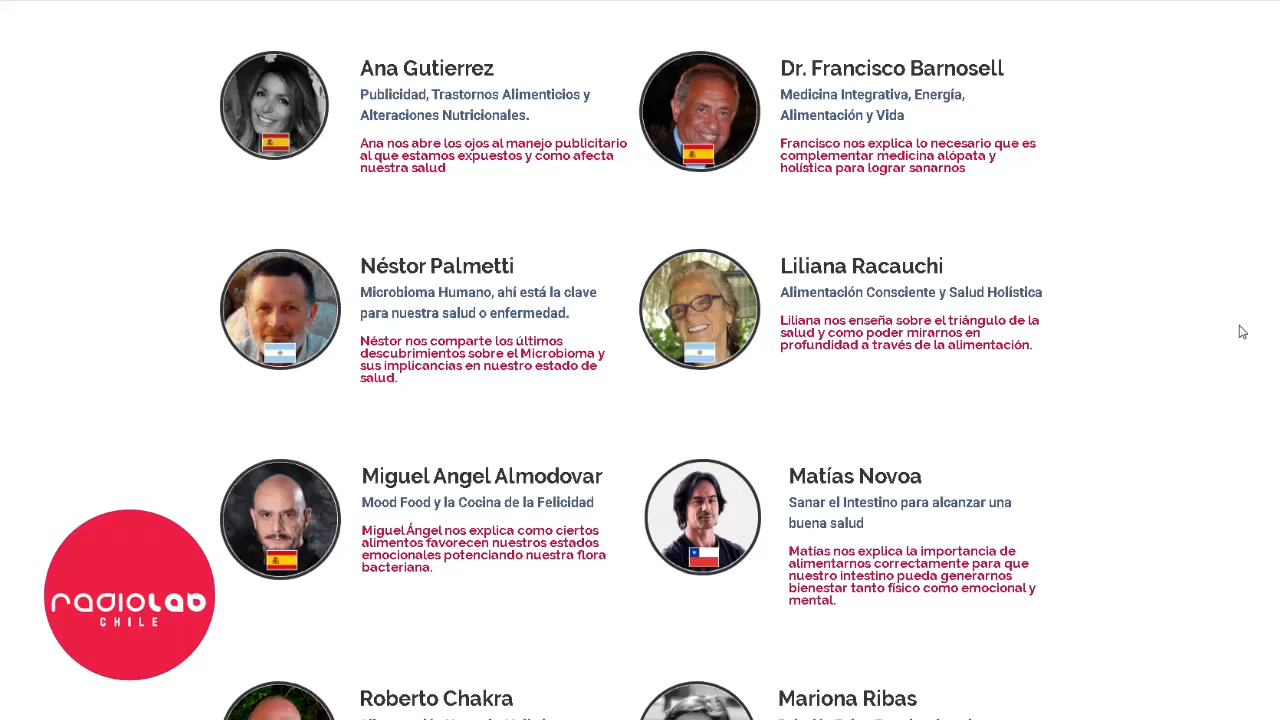 Ana Gutierrez
Publicidad, Trastornos Alimenticios y
Alteraciones Nutricionales.
Ana nos abre los ojos al manejo publicitario
al que estamos expuestos y como afecta
nuestra salud
Dr. Francisco Barnosell
Medicina Integrativa, Energía,
Alimentación y Vida
Francisco nos explica lo necesario que es
complementar medicina alópata y
holística para lograr sanarnos
Néstor Palmetti
Microbioma Humano, ahí está la clave
para nuestra salud o enfermedad.
Néstor nos comparte los últimos
descubrimientos sobre el Microbioma y
sus implicancias en nuestro estado de
salud.
Liliana Racauchi
Alimentación Consciente y Salud Holística
Liliana nos enseña sobre el triángulo de la
salud y como poder mirarnos en
profundidad a través de la alimentación.
Miguel Angel Almodovar
Mood Food y la Cocina de la Felicidad
Miguel Ángel nos explica como ciertos
alimentos favorecen nuestros estados
emocionales potenciando nuestra flora
bacteriana.
Matías Novoa
Sanar el Intestino para alcanzar una
buena salud
Matías nos explica la importancia de
alimentarnos correctamente para que
nuestro intestino pueda generarnos
bienestar tanto físico como emocional y
mental.
radiolab
CHILE
Roberto Chakra
Mariona Ribas